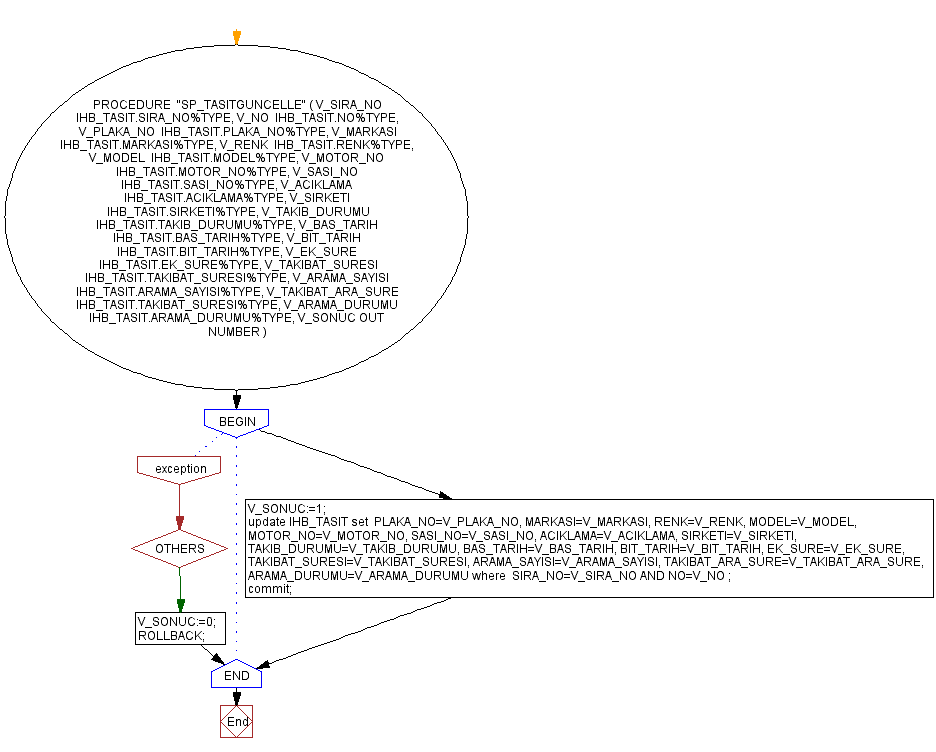 PROCEDURE "SP_TASITGUNCELLE" ( V_SIRA_NO
IHB_TASIT.SIRA_NO%TYPE, V_NO IHB_TASIT.NO%TYPE,
V_PLAKA_NO IHB_TASIT.PLAKA_NO%TYPE, V_MARKASI
IHB_TASIT.MARKASI%TYPE, V_RENK IHB_TASIT.RENK%TYPE,
V_MODEL IHB_TASIT.MODEL%TYPE, V_MOTOR_NO
IHB_TASIT.MOTOR_NO%TYPE, V_SASI_NO
IHB_TASIT.SASI_NO%TYPE, V_ACIKLAMA
IHB_TASIT.ACIKLAMA%TYPE, V_SIRKETI
IHB_TASIT.SIRKETI%TYPE, V_TAKIB_DURUMU
IHB_TASIT.TAKIB_DURUMU%TYPE, V_BAS_TARIH
IHB_TASIT.BAS_TARIH%TYPE, V_BIT_TARIH
IHB_TASIT.BIT_TARIH%TYPE, V_EK_SURE
IHB_TASIT.EK_SURE%TYPE, V_TAKIBAT_SURESI
IHB_TASIT.TAKIBAT_SURESI%TYPE, V_ARAMA_SAYISI
IHB_TASIT.ARAMA_SAYISI%TYPE, V_TAKIBAT_ARA_SURE
IHB_TASIT.TAKIBAT_SURESI%TYPE, V_ARAMA_DURUMU
IHB_TASIT.ARAMA_DURUMU%TYPE, V_SONUC OUT
NUMBER )
BEGIN
exception
OTHERS
V_SONUC:=1;
update IHB_TASIT set PLAKA_NO=V_PLAKA_NO, MARKASI=V_MARKASI, RENK=V_RENK, MODEL=V_MODEL,
MOTOR_NO=V_MOTOR_NO, SASI_NO=V_SASI_NO, ACIKLAMA=V_ACIKLAMA, SIRKETI=V_SIRKETI,
TAKIB_DURUMU=V_TAKIB_DURUMU, BAS_TARIH=V_BAS_TARIH, BIT_TARIH=V_BIT_TARIH, EK_SURE=V_EK_SURE,
TAKIBAT_SURESI=V_TAKIBAT_SURESI, ARAMA_SAYISI=V_ARAMA_SAYISI, TAKIBAT_ARA_SURE=V_TAKIBAT_ARA_SURE,
ARAMA_DURUMU=V_ARAMA_DURUMU where SIRA_NO=V_SIRA_NO AND NO=V_NO ;
commit;
V_SONUC:=0;
ROLLBACK;
END
End